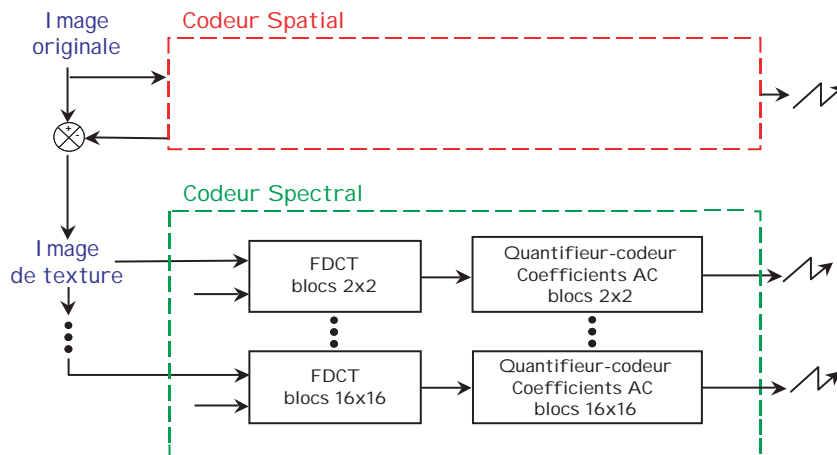 Image
originale
Codeur Spatial
+
-
Codeur Spectral
Image
de texture
FDCT
blocs 2x2
Quantifieur-codeur
Coefficients AC
blocs 2x2
FDCT
blocs 16x16
Quantifieur-codeur
Coefficients AC
blocs 16x16